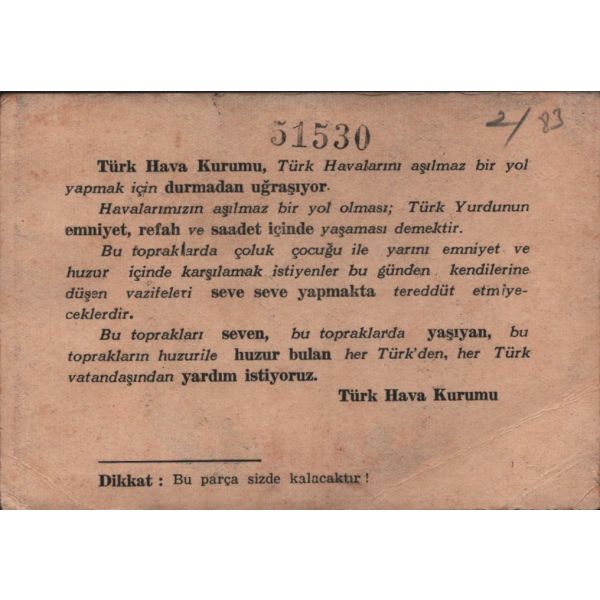 51530
2/83
Türk Hava Kurumu, Türk Havalarını aşılmaz bir yol
yapmak için durmadan uğraşıyor.
Havalarımızın aşılmaz bir yol olması; Türk Yurdunun
emniyet, refah ve saadet içinde yaşaması demektir.
Bu topraklarda çoluk çocuğu ile yarını emniyet ve
huzur içinde karşılamak istiyenler bu günden kendilerine
düşen vazifeleri seve seve yapmakta tereddüt etmiye-
ceklerdir.
Bu toprakları seven, bu topraklarda yaşıyan, bu
toprakların huzurile huzur bulan her Türk'den, her Türk
vatandaşından yardım istiyoruz.
Türk Hava Kurumu
Dikkat : Bu parça sizde kalacaktır !